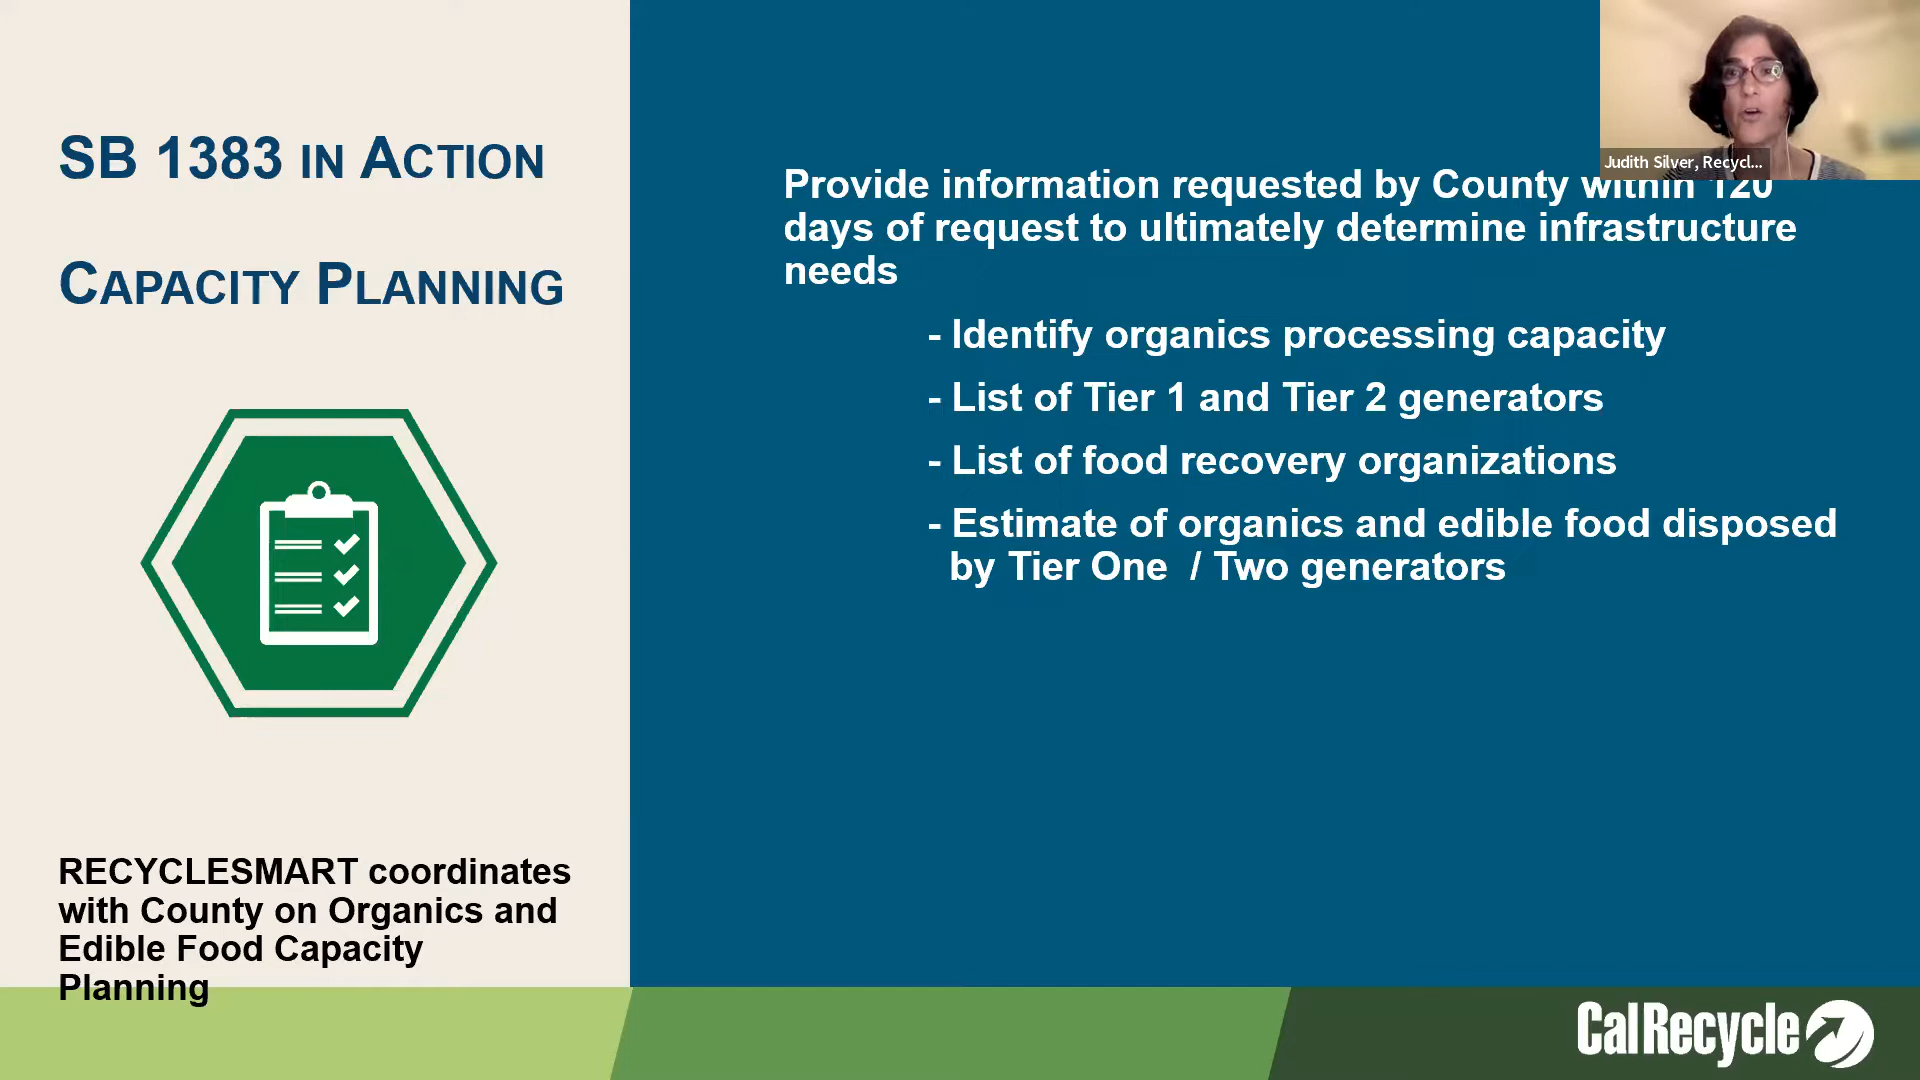 SB 1383 IN ACTION
CAPACITY PLANNING
RECYCLESMART coordinates
with County on Organics and
Edible Food Capacity
Planning
Judith Silver, Recycl...
Provide information requested by County within 120
days of request to ultimately determine infrastructure
needs
- Identify organics processing capacity
- List of Tier 1 and Tier 2 generators
- List of food recovery organizations
- Estimate of organics and edible food disposed
by Tier One / Two generators
CalRecycle